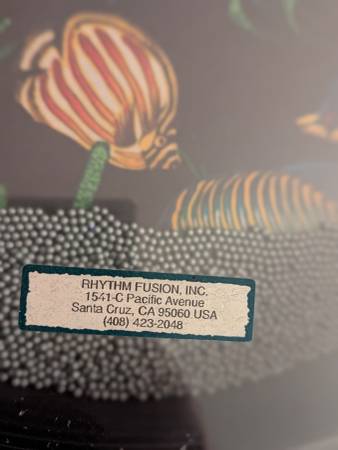 RHYTHM FUSION, INC.
1541-C Pacific Avenue
Santa Cruz, CA 95060 USA
(408) 423-2048